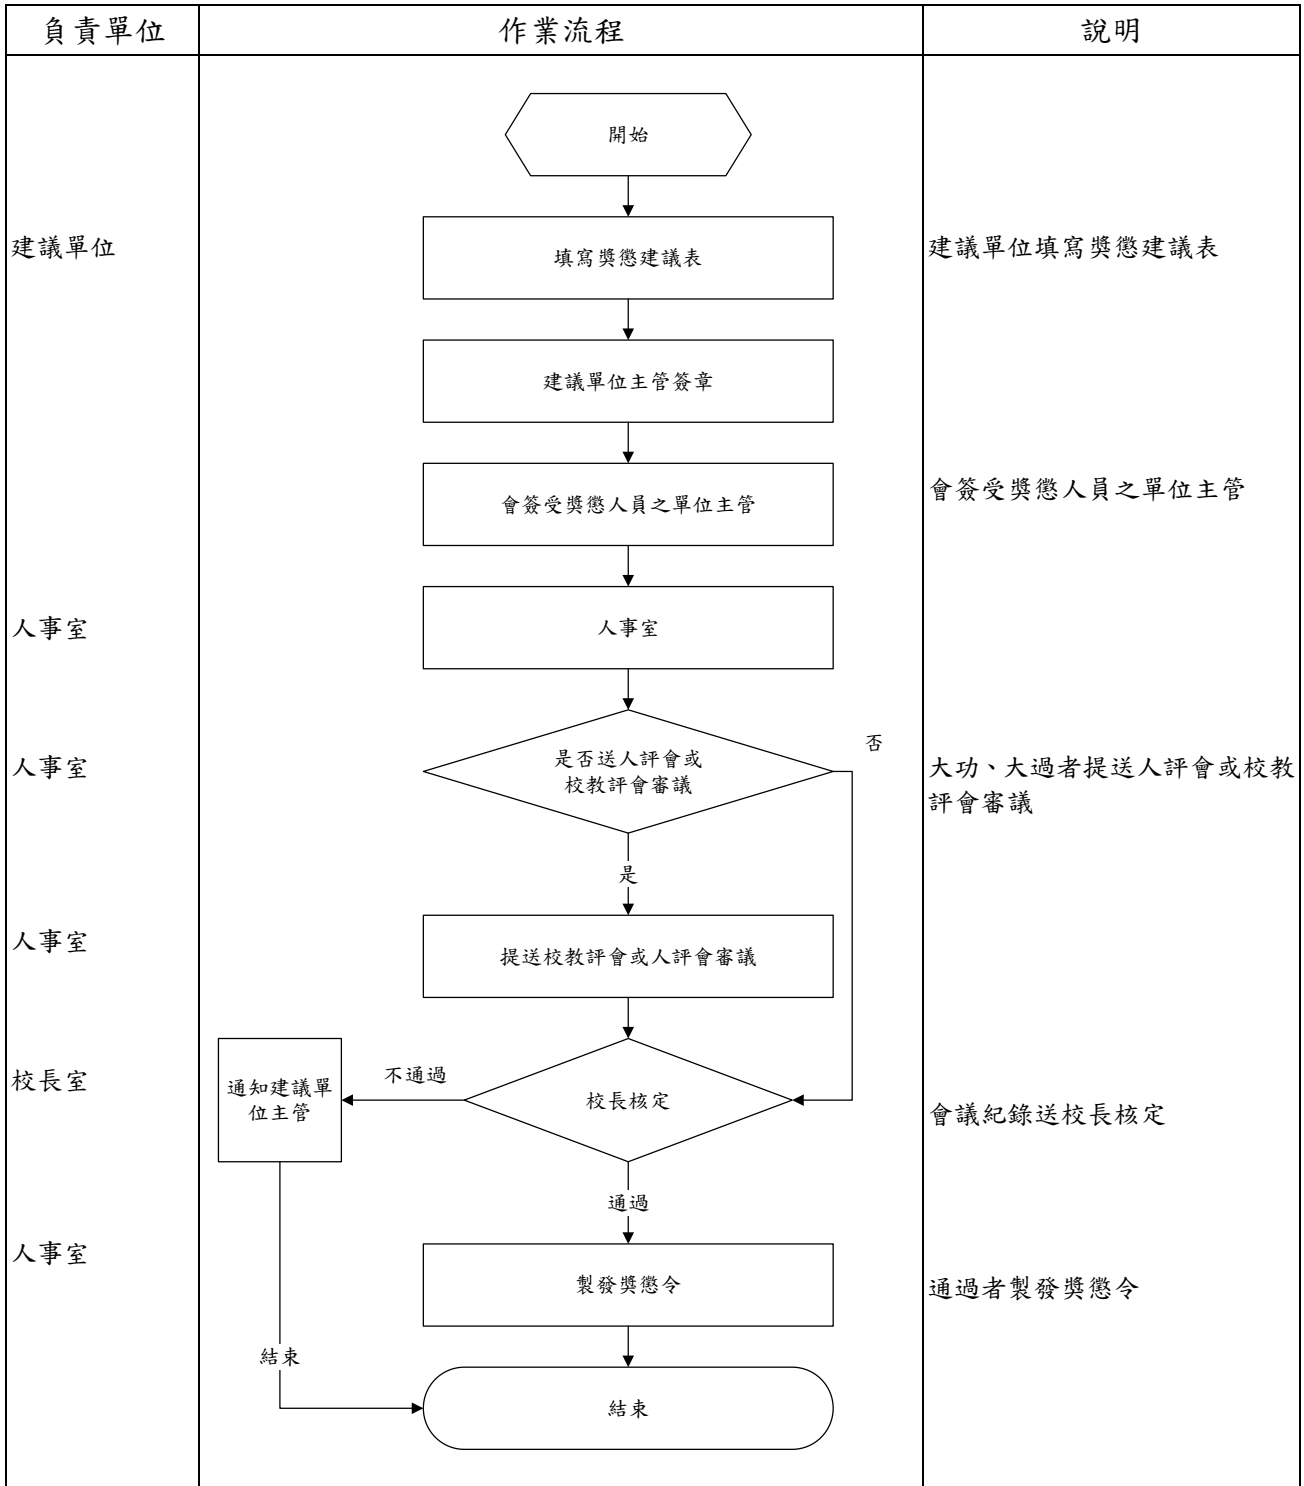 負責單位
作業流程
說明
開始
建議單位
填寫獎懲建議表
建議單位填寫獎懲建議表
建議單位主管簽章
會簽受獎懲人員之單位主管
會簽受獎懲人員之單位主管
人事室
人事室
人事室
是否送人評會或
校教評會審議
否
大功、大過者提送人評會或校教
評會審議
是
人事室
提送校教評會或人評會審議
校長室
通知建議單
位主管
不通過
校長核定
會議紀錄送校長核定
通過
人事室
製發獎懲令
通過者製發獎懲令
結束
結束